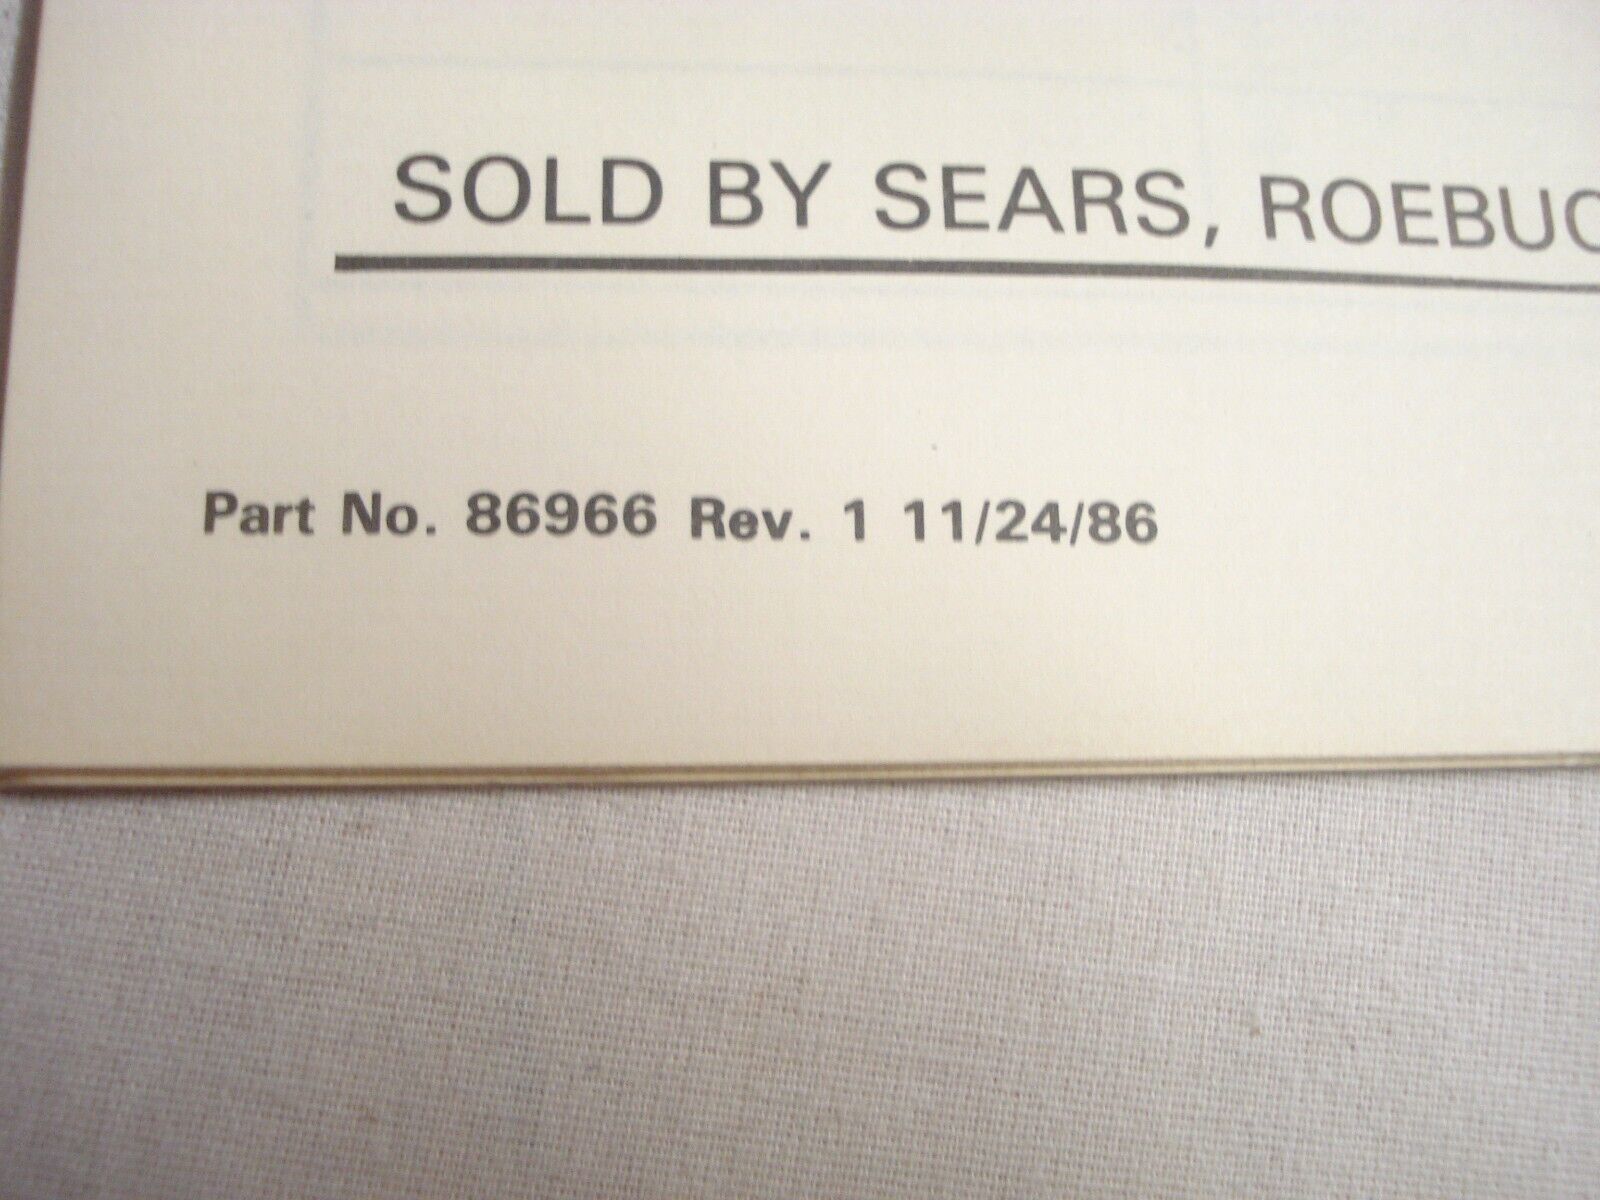 SOLD BY SEARS, ROEBUC
Part No. 86966 Rev. 1 11/24/86